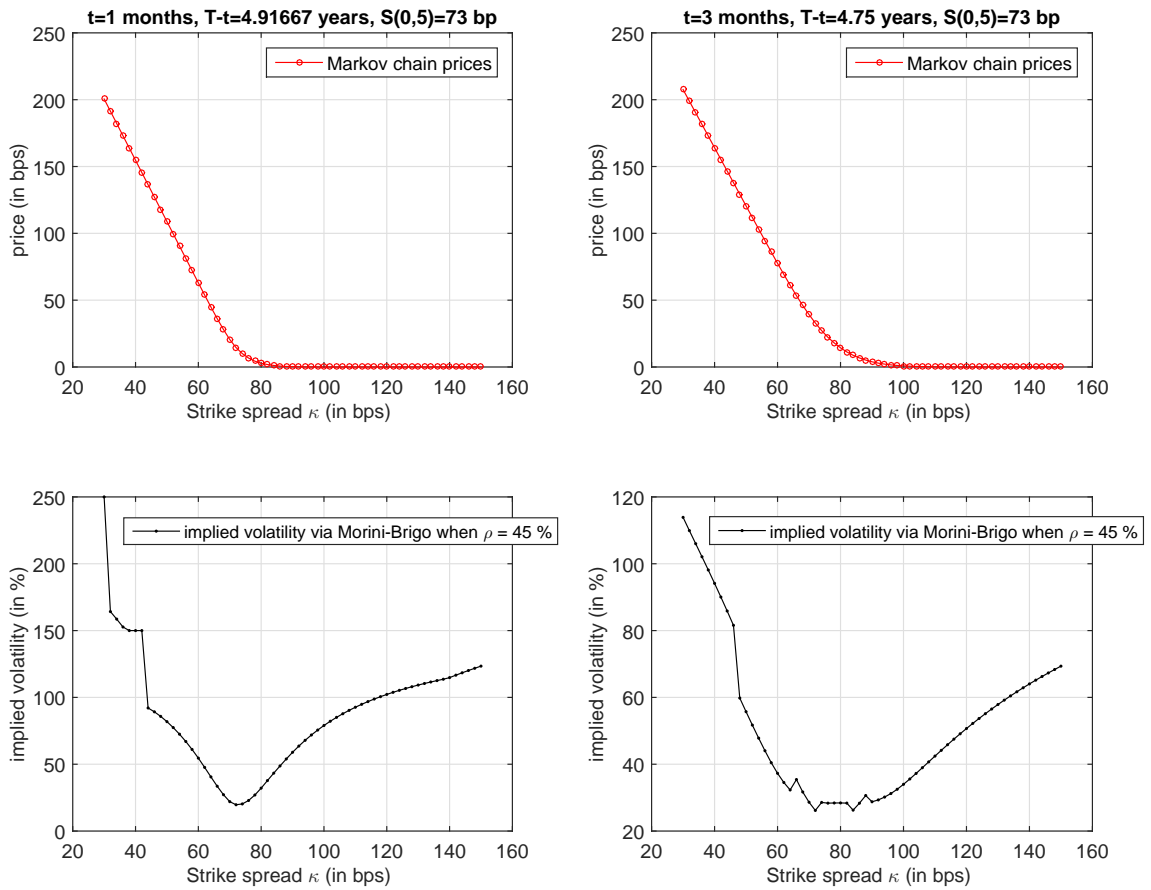 t=1 months, T-t=4.91667 years, S(0,5)=73 bp
250
200
150
100
50
0
price (in bps)
Markov chain prices
20 40 60 80 100 120 140 160
Strike spread κ (in bps)
t=3 months, T-t=4.75 years, S(0,5)=73 bp
250
200
150
100
50
0
price (in bps)
Markov chain prices
20 40 60 80 100 120 140 160
Strike spread κ (in bps)
250
200
150
100
50
0
implied volatility (in %)
implied volatility via Morini-Brigo when ρ = 45 %
20 40 60 80 100 120 140 160
Strike spread κ (in bps)
120
100
80
60
40
20
implied volatility (in %)
implied volatility via Morini-Brigo when ρ = 45 %
20 40 60 80 100 120 140 160
Strike spread κ (in bps)